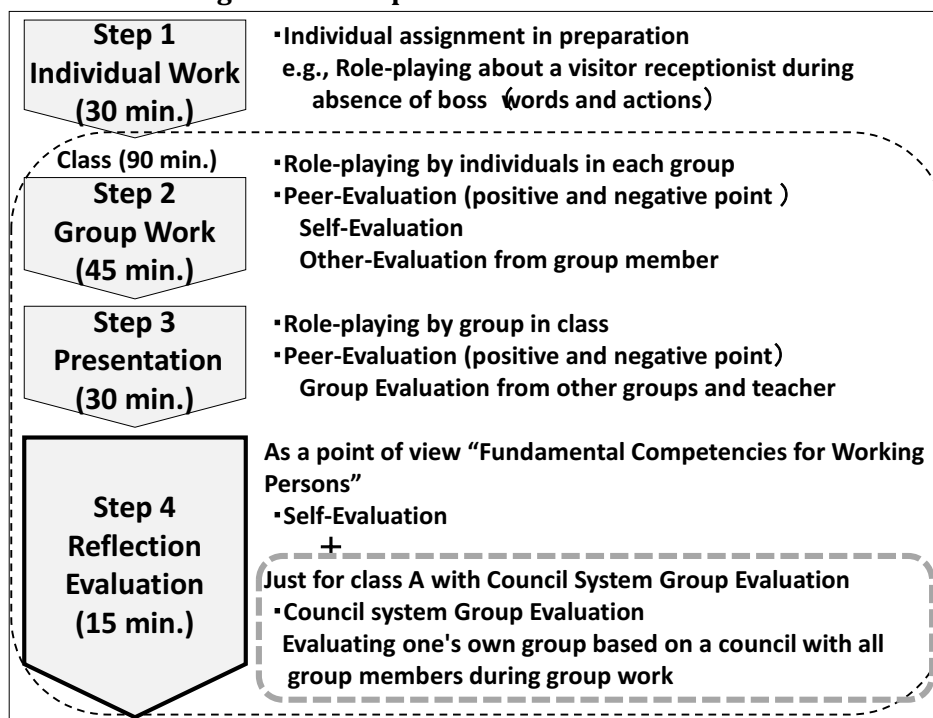 Step 1
Individual Work
(30 min.)
・Individual assignment in preparation
e.g., Role-playing about a visitor receptionist during
absence of boss (words and actions)
Class (90 min.)
Step 2
Group Work
(45 min.)
・Role-playing by individuals in each group
・Peer-Evaluation (positive and negative point )
Self-Evaluation
Other-Evaluation from group member
Step 3
Presentation
(30 min.)
・Role-playing by group in class
・Peer-Evaluation (positive and negative point)
Group Evaluation from other groups and teacher
Step 4
Reflection
Evaluation
(15 min.)
As a point of view “Fundamental Competencies for Working
Persons”
・Self-Evaluation
+
Just for class A with Council System Group Evaluation
・Council system Group Evaluation
Evaluating one's own group based on a council with all
group members during group work